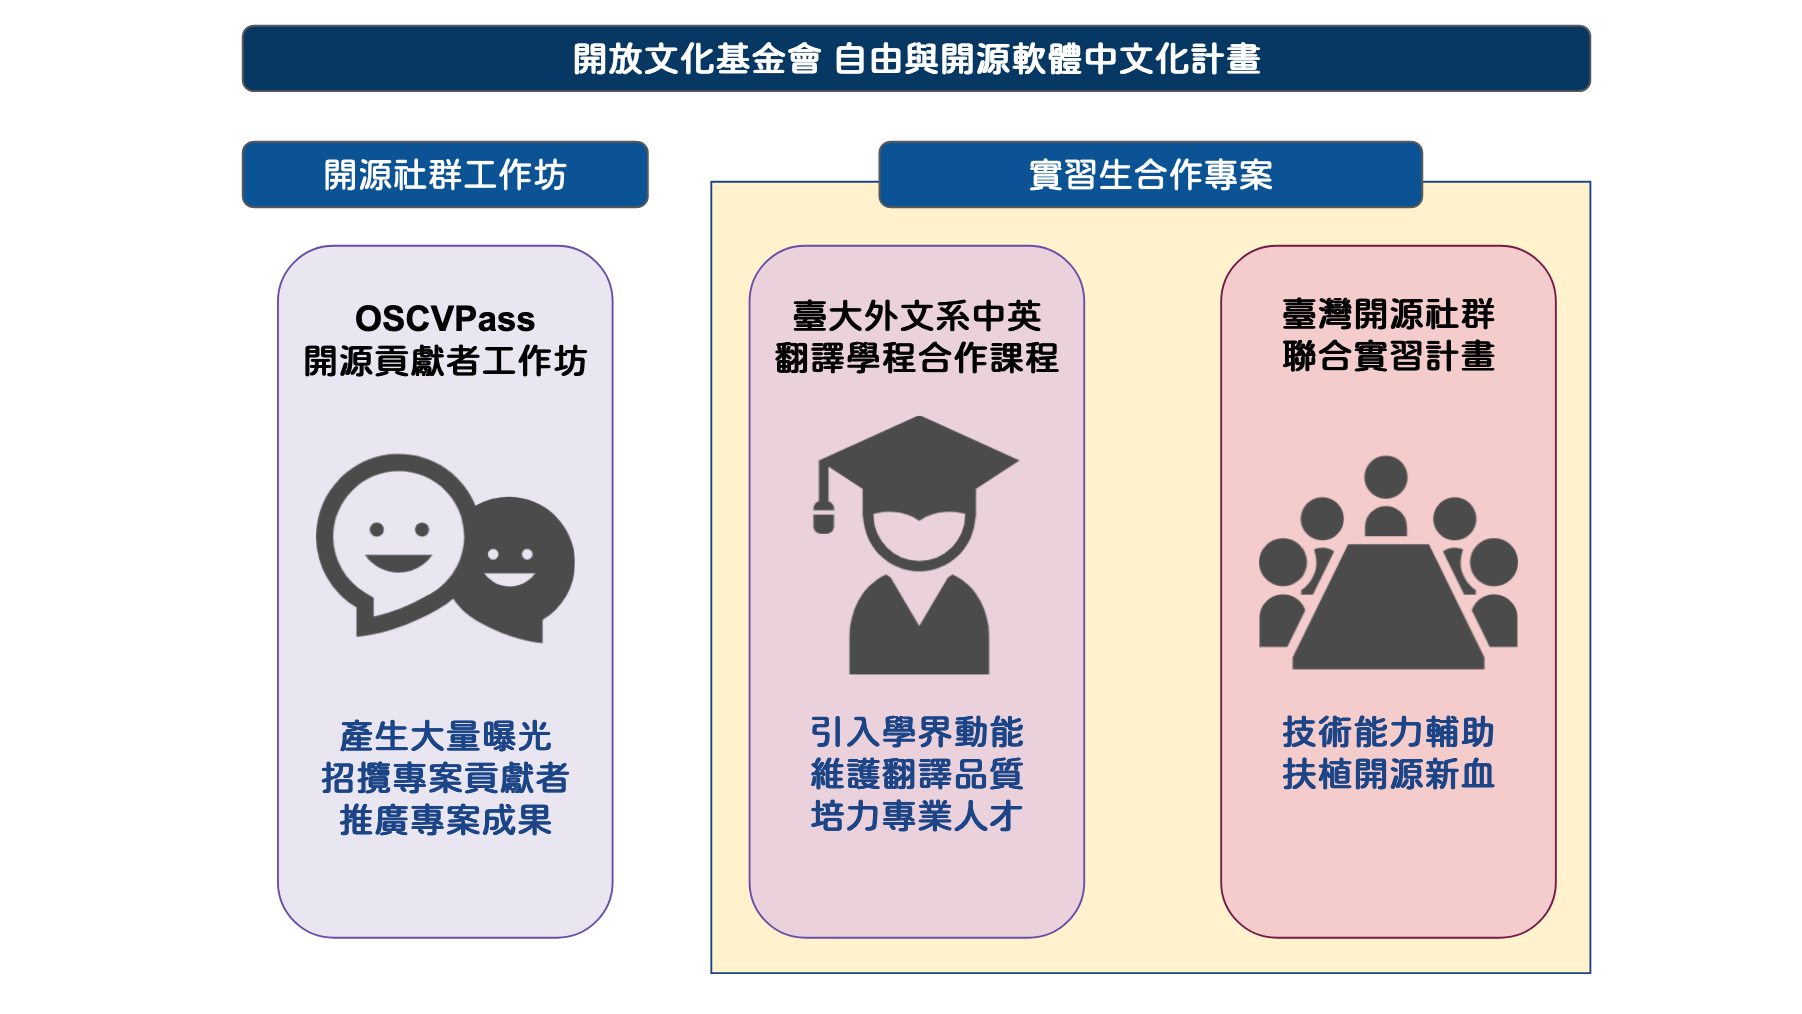 開放文化基金會 自由與開源軟體中文化計畫
開源社群工作坊
OSCVPass
開源貢獻者工作坊
產生大量曝光
招攬專案貢獻者
推廣專案成果
實習生合作專案
臺大外文系中英
翻譯學程合作課程
引入學界動能
維護翻譯品質
培力專業人才
臺灣開源社群
聯合實習計畫
技術能力輔助
扶植開源新血